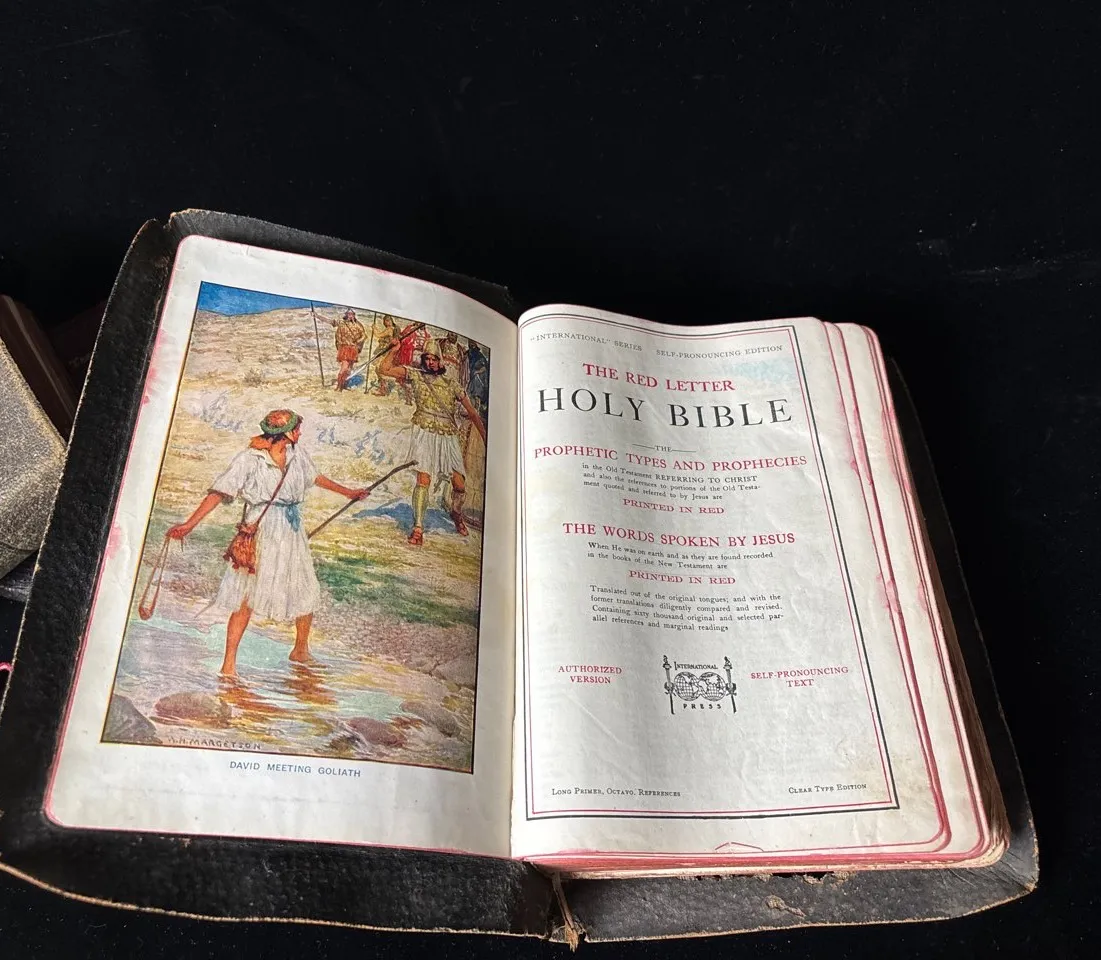 W.H. MARGETSON.
DAVID MEETING GOLIATH
"INTERNATIONAL" SERIES SELF-PRONOUNCING EDITION
THE RED LETTER
HOLY BIBLE
THE
PROPHETIC TYPES AND PROPHECIES
in the Old Testament REFERRING TO CHRIST
and also the references to portions of the Old Testa-
ment quoted and referred to by Jesus are
PRINTED IN RED
THE WORDS SPOKEN BY JESUS
When He was on earth and as they are found recorded
in the books of the New Testament are
PRINTED IN RED
Translated out of the original tongues; and with the
former translations diligently compared and revised.
Containing sixty thousand original and selected par-
allel references and marginal readings
AUTHORIZED
VERSION
INTERNATIONAL
PRESS
SELF-PRONOUNCING
TEXT
LONG PRIMER, OCTAVO, REFERENCES CLEAR TYPE EDITION